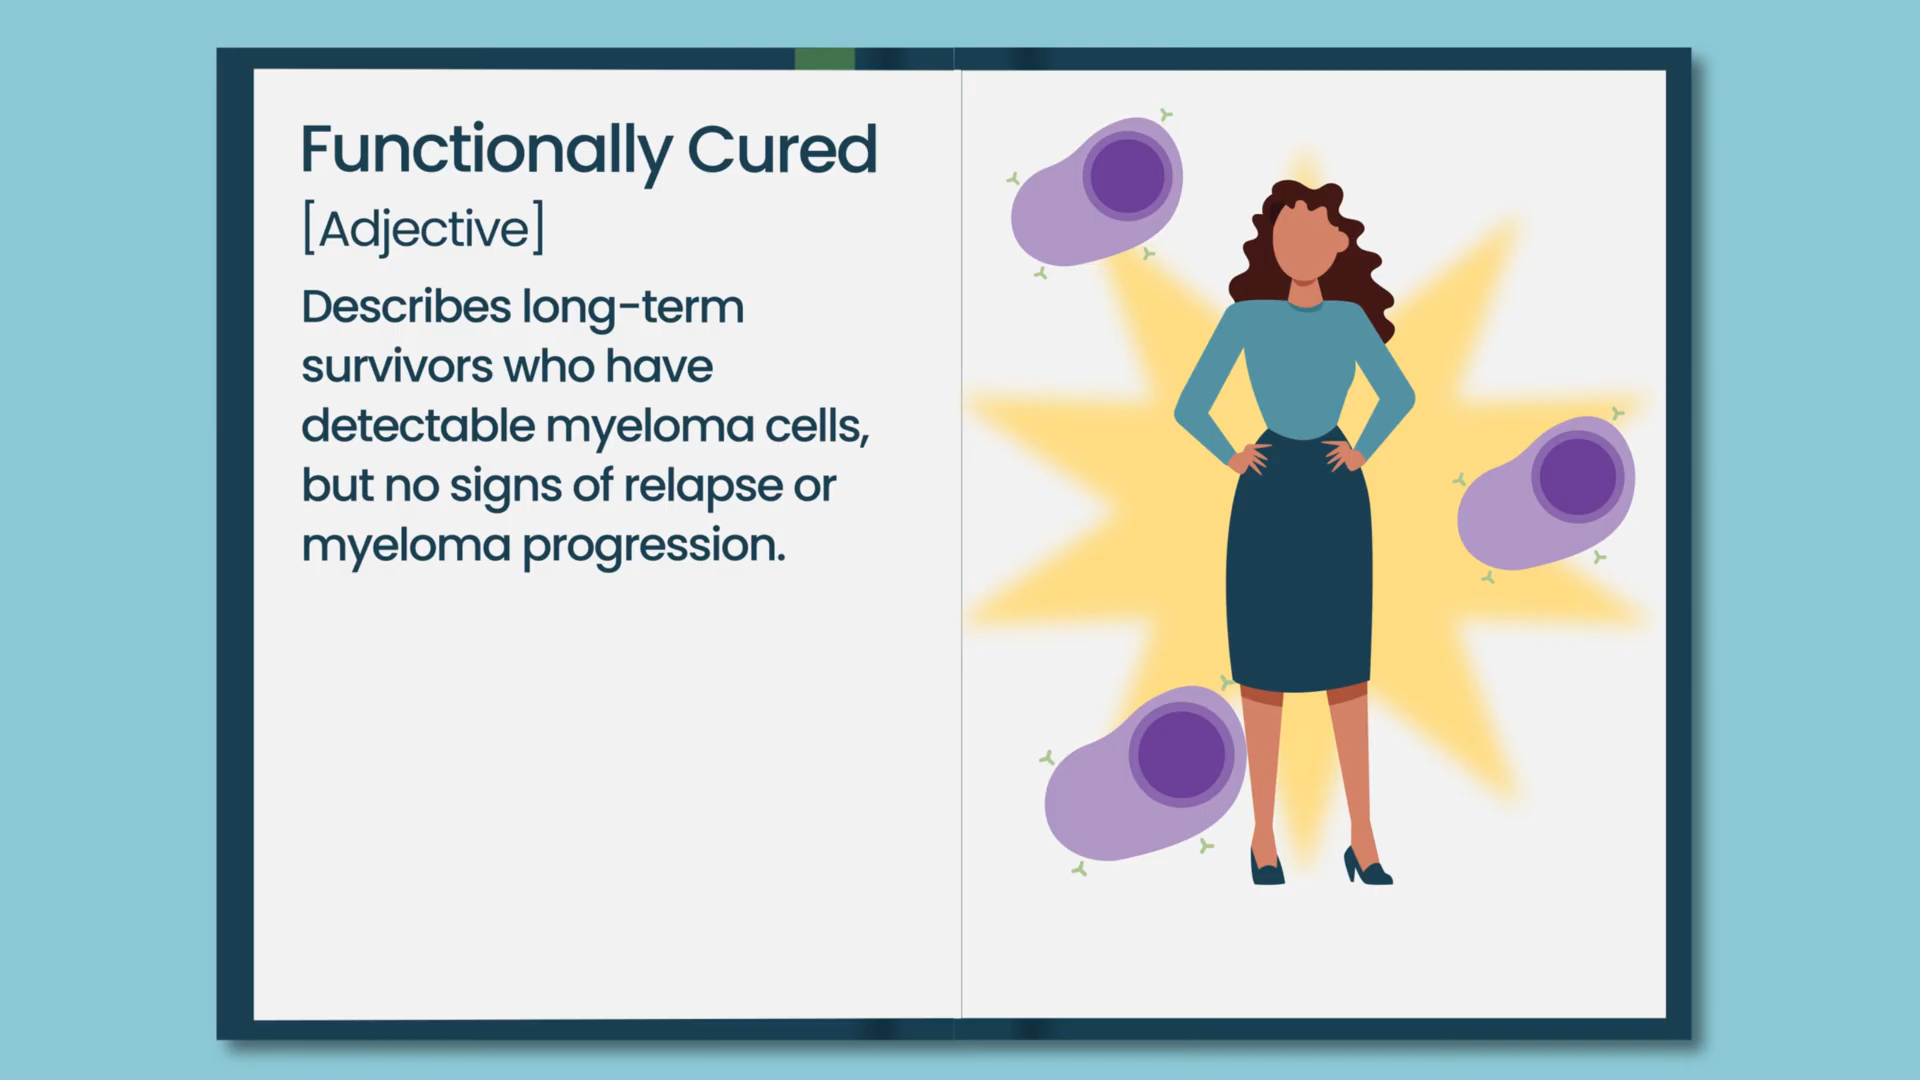 Functionally Cured
[Adjective]
Describes long-term
survivors who have
detectable myeloma cells,
but no signs of relapse or
myeloma progression.